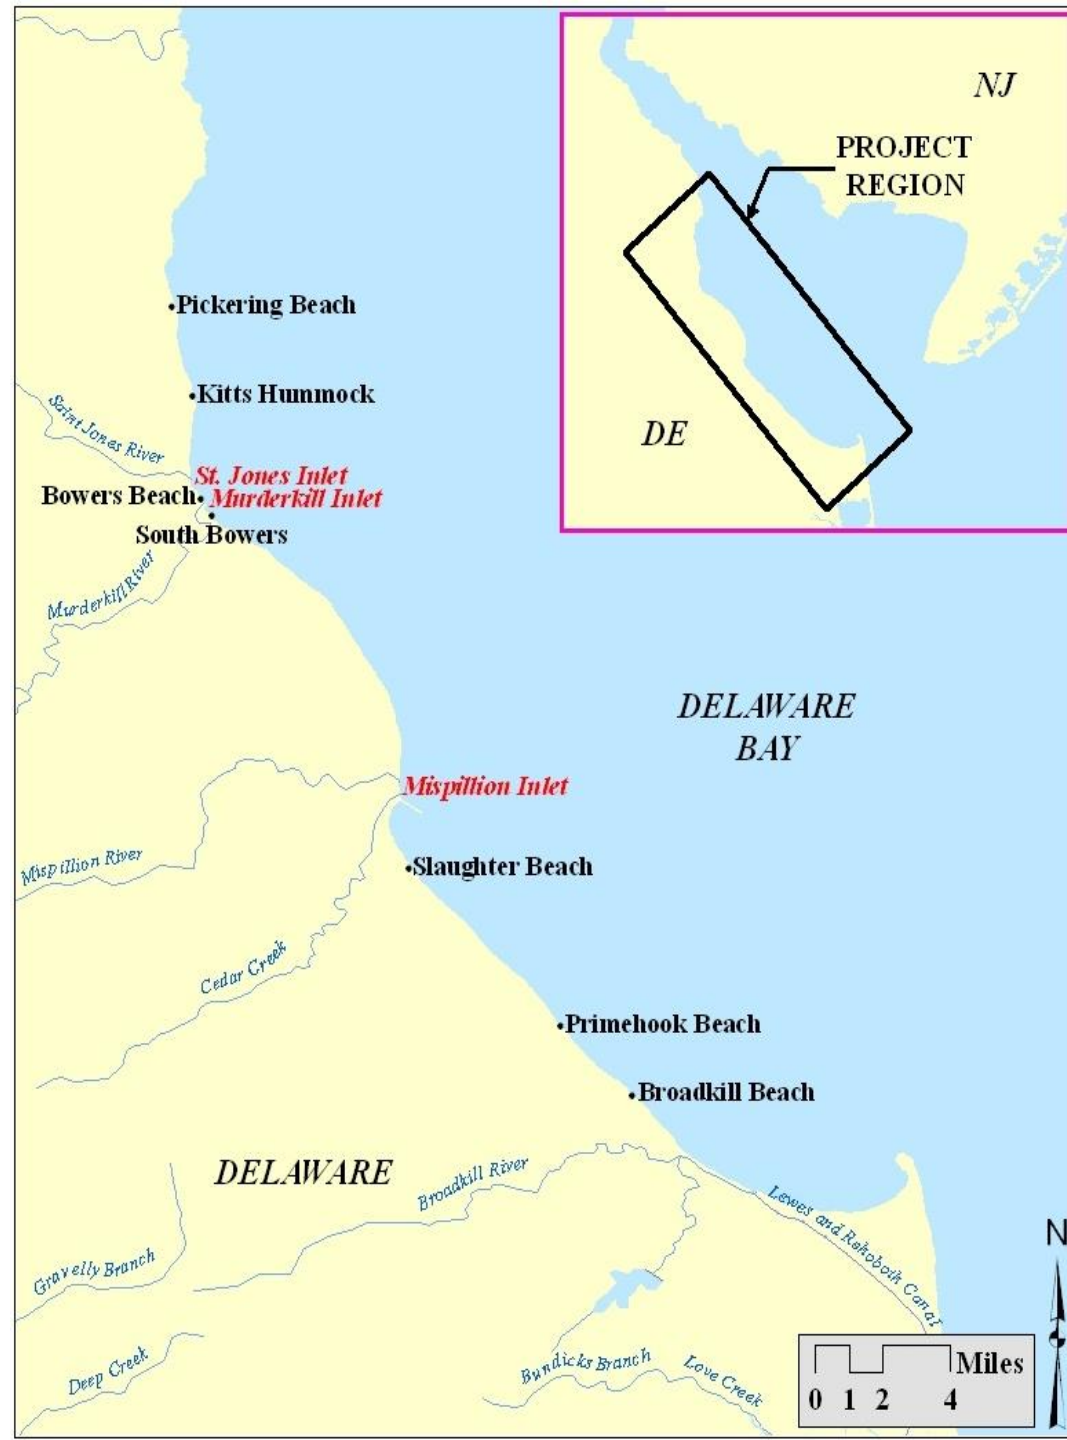 NJ
PROJECT
REGION
DE
Pickering Beach
Kitts Hummock
Saint Jones River
St. Jones Inlet
Bowers Beach
Murderkill Inlet
South Bowers
Murderkill River
DELAWARE
BAY
Mispillion Inlet
Mispillion River
Slaughter Beach
Cedar Creek
Primehook Beach
Broadkill Beach
DELAWARE
Broadkill River
Lewes and Rehoboth Canal
Gravelly Branch
N
Deep Creek
Bundicks Branch
Love Creek
Miles
0 1 2 4